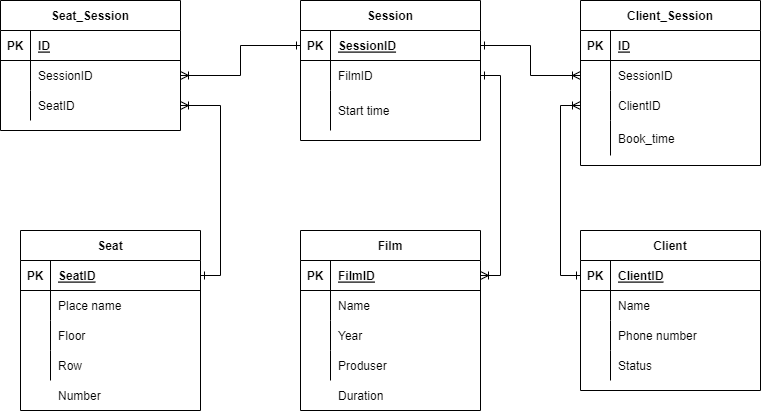 Seat_Session
PK ID
SessionID
SeatID
Session
PK SessionID
FilmID
Start time
Client_Session
PK ID
SessionID
ClientID
Book_time
Seat
PK SeatID
Place name
Floor
Row
Number
Film
PK FilmID
Name
Year
Produser
Duration
Client
PK ClientID
Name
Phone number
Status